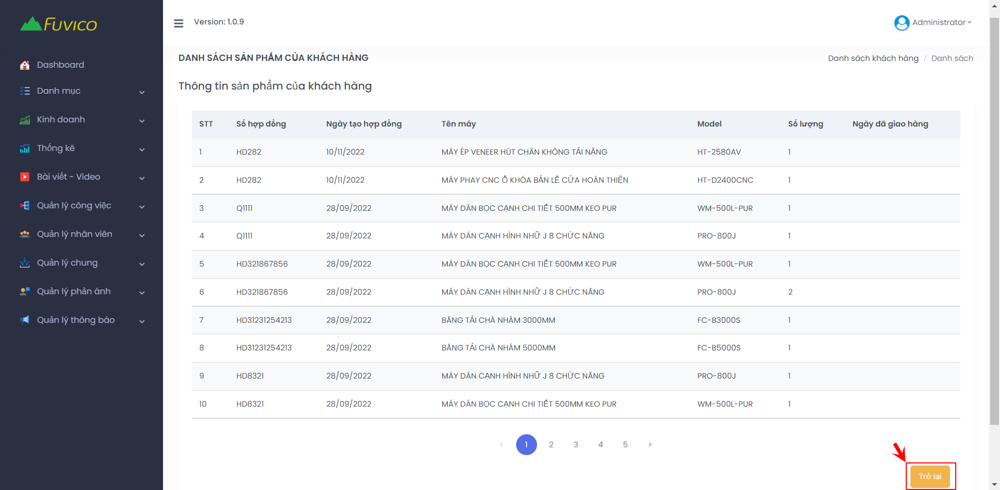 FUVICO
Version: 1.0.9
Administrator
Dashboard
Danh mục
Kinh doanh
Thống kê
Bài viết - Video
Quản lý công việc
Quản lý nhân viên
Quản lý chung
Quản lý phản ánh
Quản lý thông báo
DANH SÁCH SẢN PHẨM CỦA KHÁCH HÀNG
Danh sách khách hàng / Danh sách
Thông tin sản phẩm của khách hàng
STT Số hợp đồng Ngày tạo hợp đồng Tên máy Model Số lượng Ngày đã giao hàng
1 HD282 10/11/2022 MÁY ÉP VENEER HÚT CHÂN KHÔNG TẢI NẶNG HT-2580AV 1
2 HD282 10/11/2022 MÁY PHAY CNC Ổ KHÓA BẢN LỀ CỬA HOÀN THIỆN HT-D2400CNC 1
3 Q1111 28/09/2022 MÁY DÁN BỌC CẠNH CHI TIẾT 500MM KEO PUR WM-500L-PUR 1
4 Q1111 28/09/2022 MÁY DÁN CẠNH HÌNH NHỮ J 8 CHỨC NĂNG PRO-800J 1
5 HD321867856 28/09/2022 MÁY DÁN BỌC CẠNH CHI TIẾT 500MM KEO PUR WM-500L-PUR 1
6 HD321867856 28/09/2022 MÁY DÁN CẠNH HÌNH NHỮ J 8 CHỨC NĂNG PRO-800J 2
7 HD31231254213 28/09/2022 BĂNG TẢI CHÀ NHÁM 3000MM FC-B3000S 1
8 HD31231254213 28/09/2022 BĂNG TẢI CHÀ NHÁM 5000MM FC-B5000S 1
9 HD8321 28/09/2022 MÁY DÁN CẠNH HÌNH NHỮ J 8 CHỨC NĂNG PRO-800J 1
10 HD8321 28/09/2022 MÁY DÁN BỌC CẠNH CHI TIẾT 500MM KEO PUR WM-500L-PUR 1
< 1 2 3 4 5 >
Trở lại